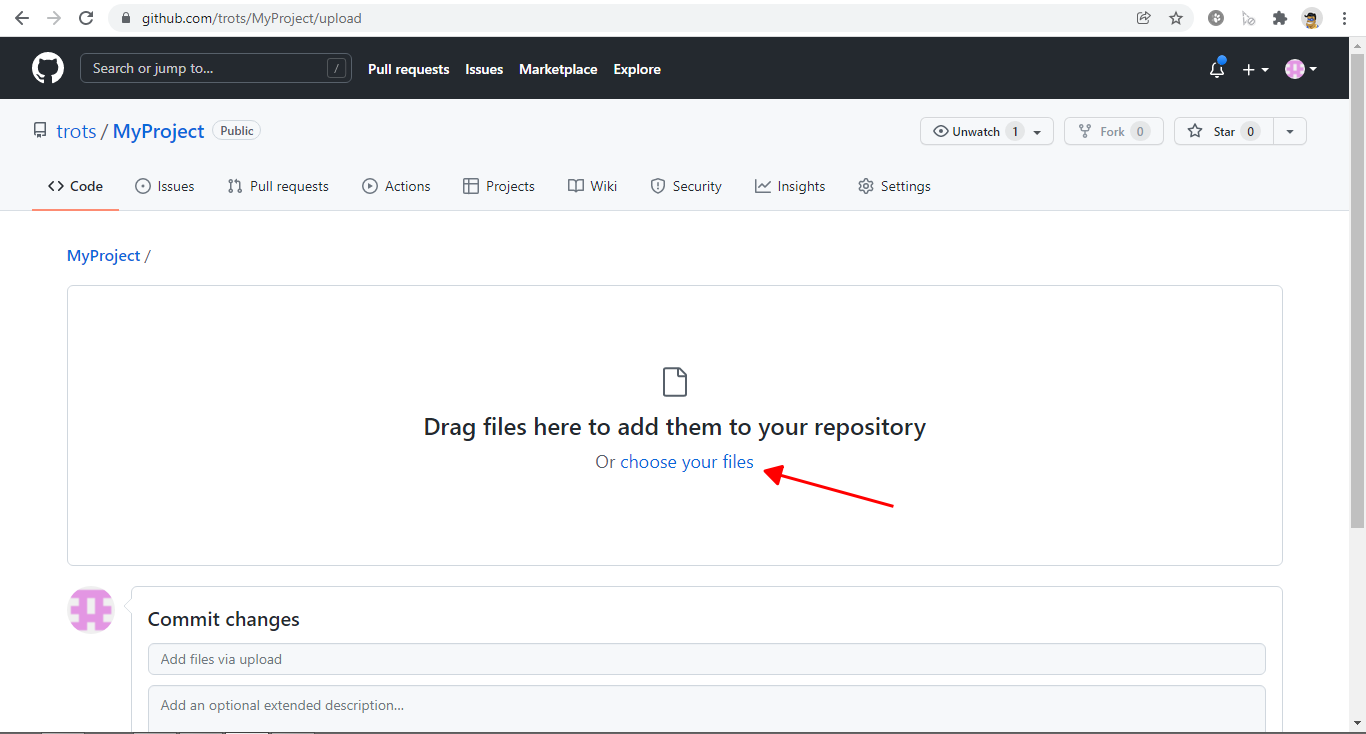 github.com/trots/MyProject/upload
Search or jump to... / Pull requests Issues Marketplace Explore
trots / MyProject Public Unwatch 1 Fork 0 Star 0
Code Issues Pull requests Actions Projects Wiki Security Insights Settings
MyProject /
Drag files here to add them to your repository
Or choose your files
Commit changes
Add files via upload
Add an optional extended description...